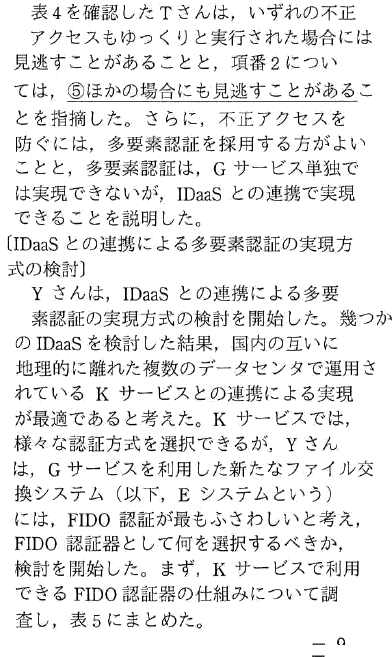 表4を確認したTさんは，いずれの不正
アクセスもゆっくりと実行された場合には
見逃すことがあることと，項番2につい
ては，⑤ほかの場合にも見逃すことがあるこ
とを指摘した。さらに，不正アクセスを
防ぐには，多要素認証を採用する方がよい
ことと，多要素認証は，Gサービス単独で
は実現できないが，IDaaSとの連携で実現
できることを説明した。
〔IDaaSとの連携による多要素認証の実現方
式の検討〕
Yさんは，IDaaSとの連携による多要
素認証の実現方式の検討を開始した。幾つか
のIDaaSを検討した結果，国内の互いに
地理的に離れた複数のデータセンタで運用さ
れている Kサービスとの連携による実現
が最適であると考えた。Kサービスでは，
様々な認証方式を選択できるが，Yさん
は，Gサービスを利用した新たなファイル交
換システム（以下，Eシステムという）
には，FIDO認証が最もふさわしいと考え，
FIDO認証器として何を選択するべきか，
検討を開始した。まず，Kサービスで利用
できるFIDO認証器の仕組みについて調
査し，表5にまとめた。